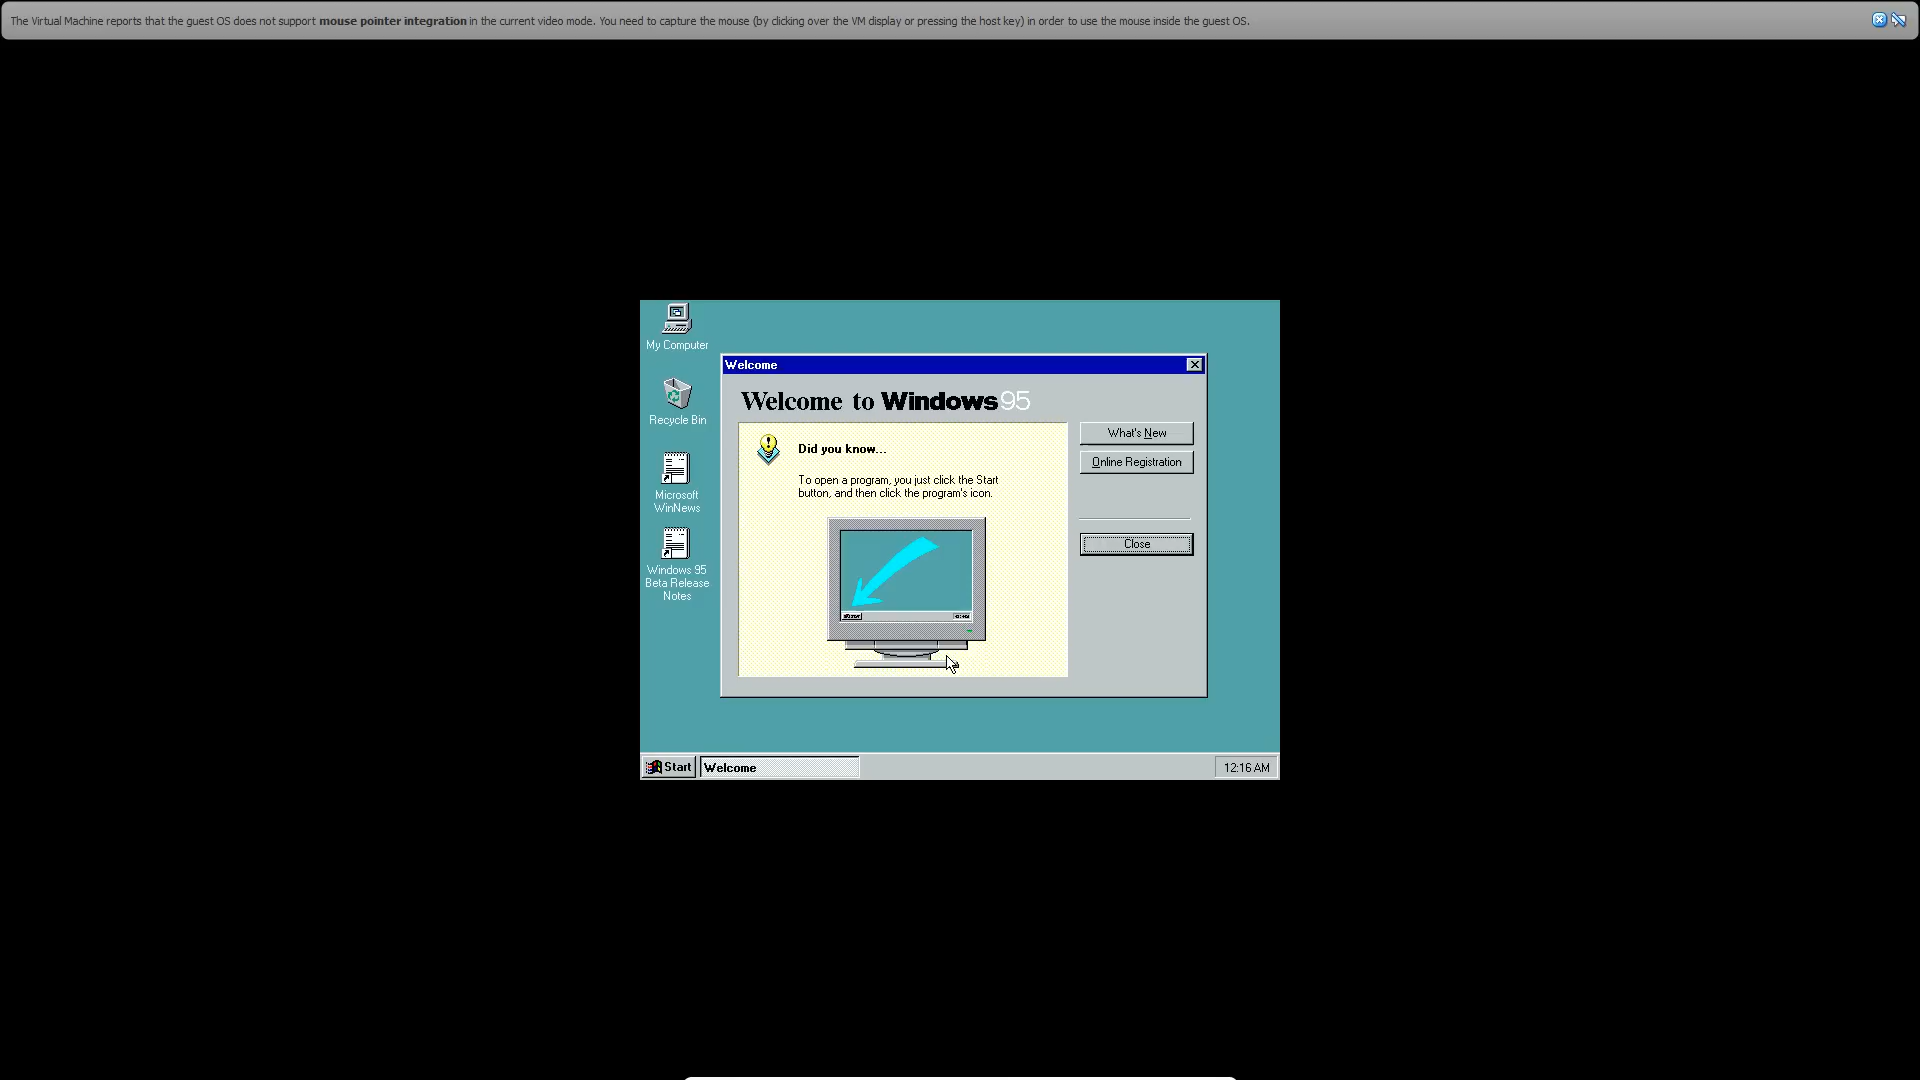 The Virtual Machine reports that the guest OS does not support mouse pointer integration in the current video mode. You need to capture the mouse (by clicking over the VM display or pressing the host key) in order to use the mouse inside the guest OS.
My Computer
Recycle Bin
Microsoft
WinNews
Windows 95
Beta Release
Notes
Welcome
Welcome to Windows 95
Did you know...
To open a program, you just click the Start
button, and then click the program's icon.
What's New
Online Registration
Close
Start
Welcome
12:16 AM